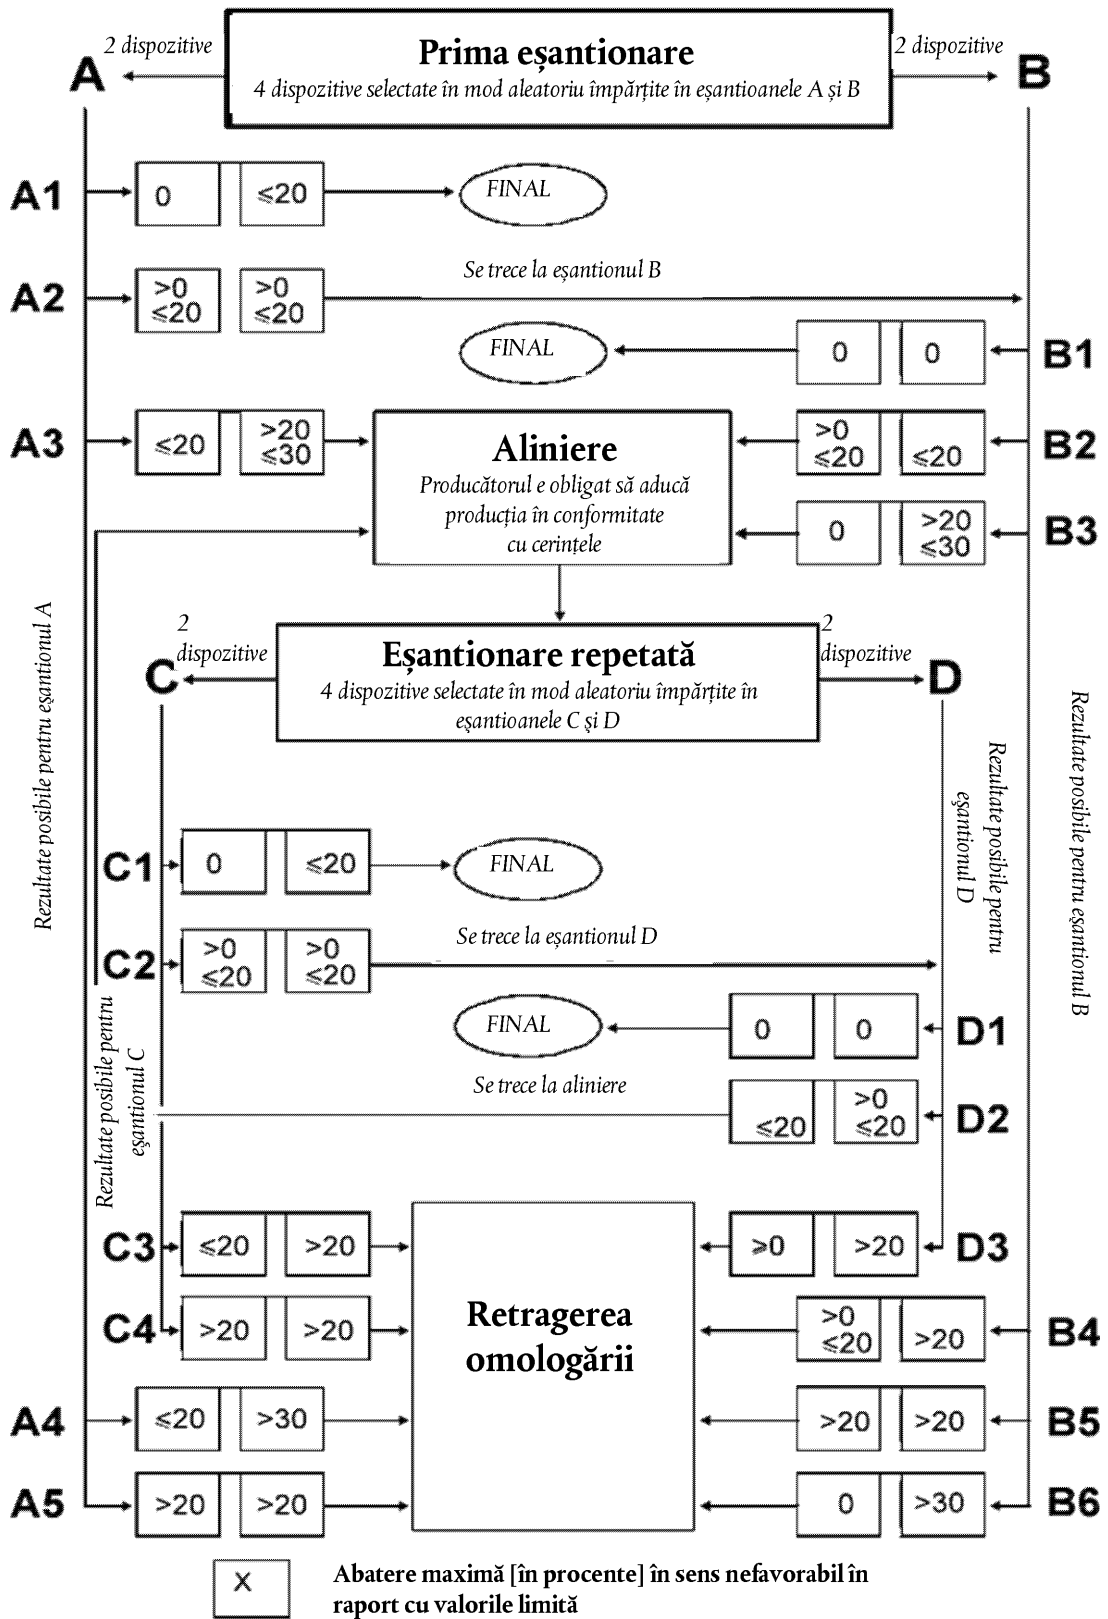 Prima eșantionare
4 dispozitive selectate în mod aleatoriu împărțite în eșantioanele A și B
A
2 dispozitive
2 dispozitive
B
A1
0
≤20
FINAL
A2
>0
≤20
>0
≤20
Se trece la eșantionul B
FINAL
0
0
B1
A3
≤20
>20
≤30
Aliniere
Producătorul e obligat să aducă
producția în conformitate
cu cerințele
>0
≤20
≤20
B2
0
>20
≤30
B3
Rezultate posibile pentru eșantionul A
C
2
dispozitive
Eșantionare repetată
4 dispozitive selectate în mod aleatoriu împărțite în
eșantioanele C și D
2
dispozitive
D
Rezultate posibile pentru
eșantionul D
Rezultate posibile pentru eșantionul B
C1
0
≤20
FINAL
C2
>0
≤20
>0
≤20
Se trece la eșantionul D
Rezultate posibile pentru
eșantionul C
FINAL
0
0
D1
Se trece la aliniere
≤20
>0
≤20
D2
C3
≤20
>20
Retragerea
omologării
≥0
>20
D3
C4
>20
>20
>0
≤20
>20
B4
A4
≤20
>30
>20
>20
B5
A5
>20
>20
0
>30
B6
X
Abatere maximă [în procente] în sens nefavorabil în
raport cu valorile limită